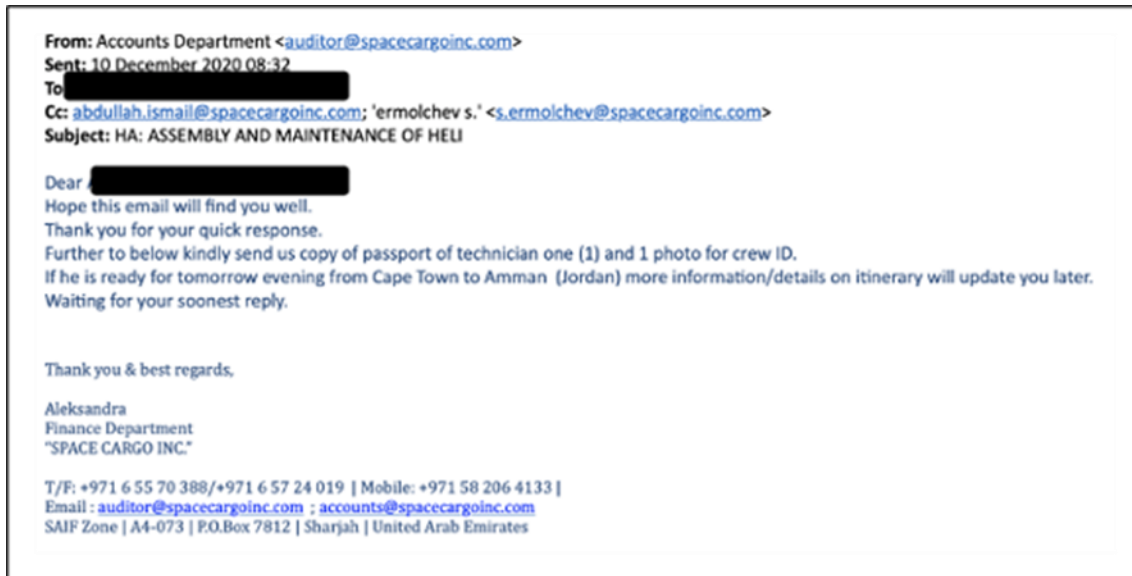 From: Accounts Department <auditor@spacecargoinc.com>
Sent: 10 December 2020 08:32
To
Cc: abdullah.ismail@spacecargoinc.com; 'ermolchev s.' <s.ermolchev@spacecargoinc.com>
Subject: HA: ASSEMBLY AND MAINTENANCE OF HELI
Dear
Hope this email will find you well.
Thank you for your quick response.
Further to below kindly send us copy of passport of technician one (1) and 1 photo for crew ID.
If he is ready for tomorrow evening from Cape Town to Amman (Jordan) more information/details on itinerary will update you later.
Waiting for your soonest reply.
Thank you & best regards,
Aleksandra
Finance Department
"SPACE CARGO INC."
T/F: +971 6 55 70 388/+971 6 57 24 019 | Mobile: +971 58 206 4133 |
Email : auditor@spacecargoinc.com ; accounts@spacecargoinc.com
SAIF Zone | A4-073 | P.O.Box 7812 | Sharjah | United Arab Emirates